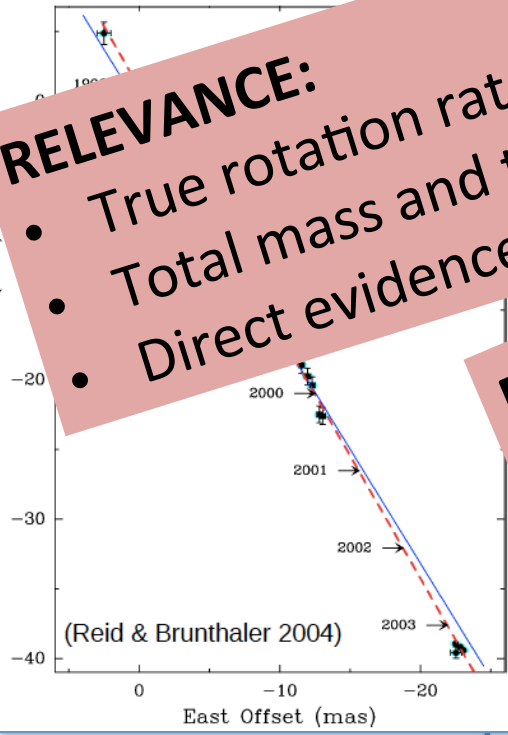 RELEVANCE:
• True rotation
• Total mass and
• Direct evidence
−20
2000
2001
−30
2002
2003
(Reid & Brunthaler 2004)
−40
0 −10 −20
East Offset (mas)